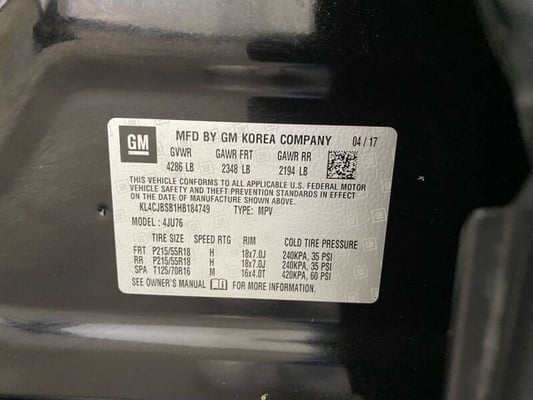 GM
MFD BY GM KOREA COMPANY 04 / 17
GVWR GAWR FRT GAWR RR
4286 LB 2348 LB 2194 LB
THIS VEHICLE CONFORMS TO ALL APPLICABLE U.S. FEDERAL MOTOR
VEHICLE SAFETY AND THEFT PREVENTION STANDARDS IN EFFECT
ON THE DATE OF MANUFACTURE SHOWN ABOVE.
KL4CJBSB1HB184749 TYPE: MPV
MODEL: 4JU76
TIRE SIZE SPEED RTG RIM COLD TIRE PRESSURE
FRT P215/55R18 H 18x7.0J 240KPA, 35 PSI
RR P215/55R18 H 18x7.0J 240KPA, 35 PSI
SPA T125/70R16 M 16x4.0T 420KPA, 60 PSI
SEE OWNER'S MANUAL FOR MORE INFORMATION.